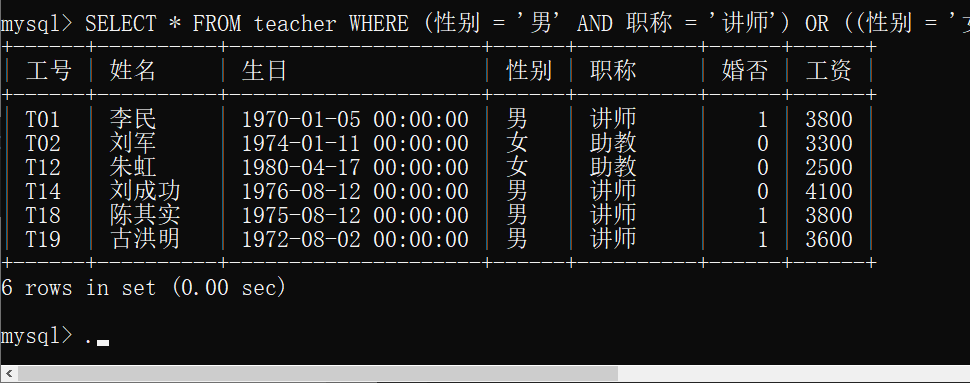 mysql> SELECT * FROM teacher WHERE (性别 = '男' AND 职称 = '讲师') OR ((性别 = '
+------+--------+---------------------+------+--------+------+------+
| 工号 | 姓名 | 生日 | 性别 | 职称 | 婚否 | 工资 |
+------+--------+---------------------+------+--------+------+------+
| T01 | 李民 | 1970-01-05 00:00:00 | 男 | 讲师 | 1 | 3800 |
| T02 | 刘军 | 1974-01-11 00:00:00 | 女 | 助教 | 0 | 3300 |
| T12 | 朱虹 | 1980-04-17 00:00:00 | 女 | 助教 | 0 | 2500 |
| T14 | 刘成功 | 1976-08-12 00:00:00 | 男 | 讲师 | 0 | 4100 |
| T18 | 陈其实 | 1975-08-12 00:00:00 | 男 | 讲师 | 1 | 3800 |
| T19 | 古洪明 | 1972-08-02 00:00:00 | 男 | 讲师 | 1 | 3600 |
+------+--------+---------------------+------+--------+------+------+
6 rows in set (0.00 sec)
mysql> .